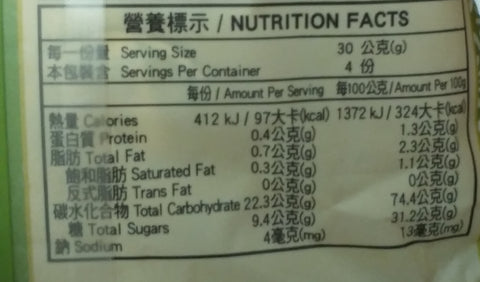 營養標示 / NUTRITION FACTS
每一份量 Serving Size 30 公克(g)
本包裝含 Servings Per Container 4 份
每份 / Amount Per Serving 每100公克 / Amount Per 100g
熱量 Calories 412 kJ / 97大卡(kcal) 1372 kJ / 324大卡(kcal)
蛋白質 Protein 0.4公克(g) 1.3公克(g)
脂肪 Total Fat 0.7公克(g) 2.3公克(g)
飽和脂肪 Saturated Fat 0.3公克(g) 1.1公克(g)
反式脂肪 Trans Fat 0公克(g) 0公克(g)
碳水化合物 Total Carbohydrate 22.3公克(g) 74.4公克(g)
糖 Total Sugars 9.4公克(g) 31.2公克(g)
鈉 Sodium 4毫克(mg) 13毫克(mg)